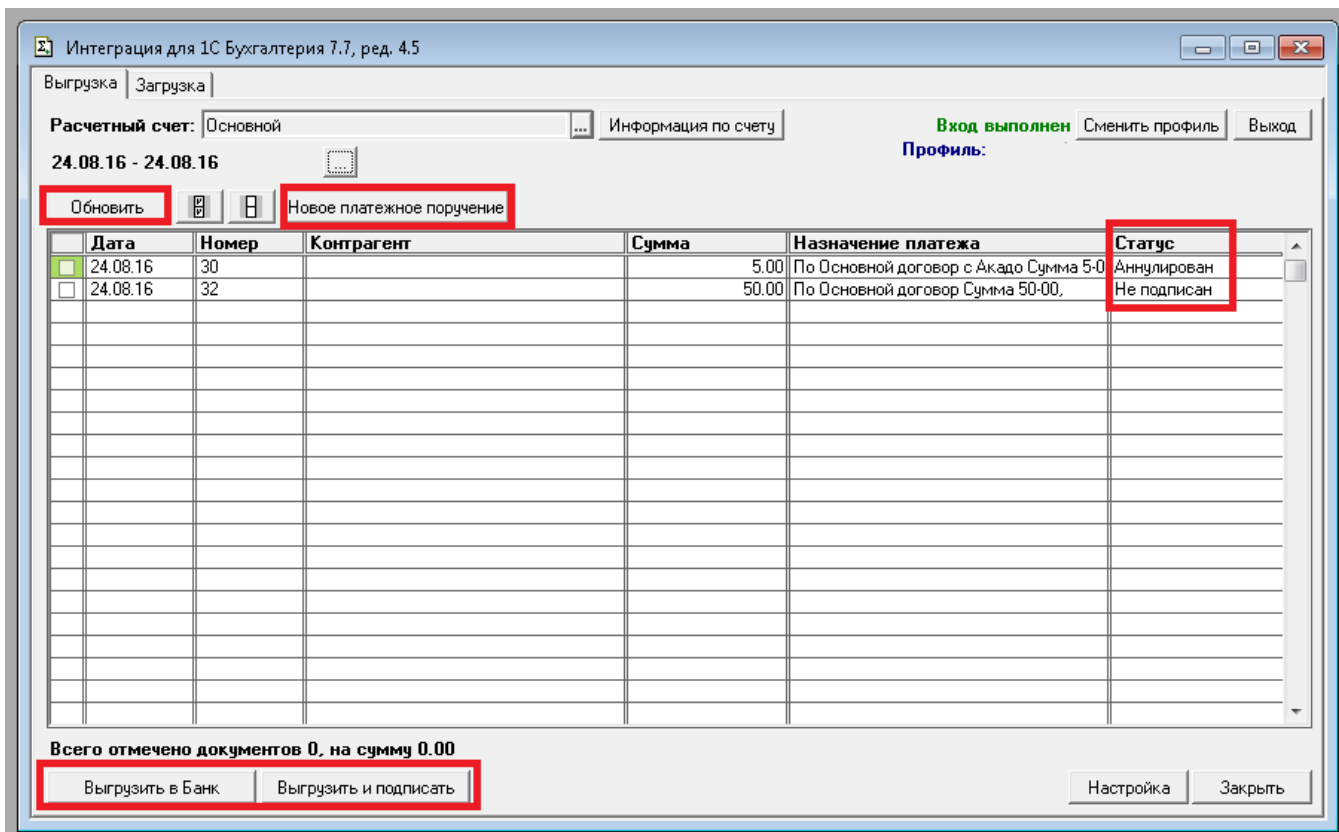 Интеграция для 1С Бухгалтерия 7.7, ред. 4.5
Выгрузка Загрузка
Расчетный счет: Основной ... Информация по счету Вход выполнен Сменить профиль Выход
24.08.16 - 24.08.16 ... Профиль:
Обновить Новое платежное поручение
Дата Номер Контрагент Сумма Назначение платежа Статус
24.08.16 30 5.00 По Основной договор с Акадо Сумма 5-0 Аннулирован
24.08.16 32 50.00 По Основной договор Сумма 50-00, Не подписан
Всего отмечено документов 0, на сумму 0.00
Выгрузить в Банк Выгрузить и подписать Настройка Закрыть